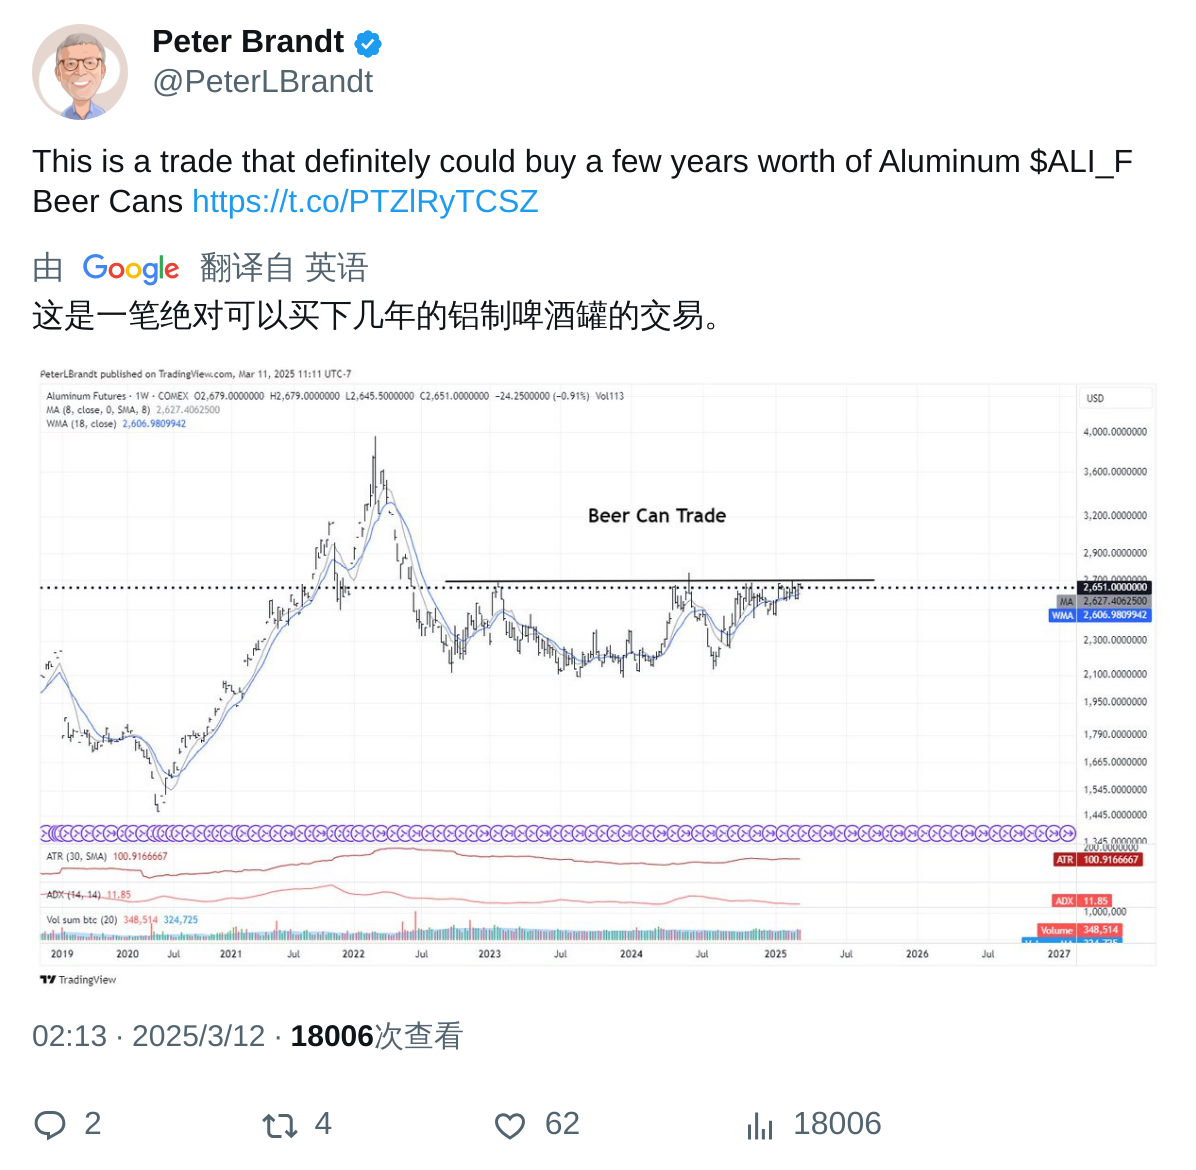 Peter Brandt
@PeterLBrandt
This is a trade that definitely could buy a few years worth of Aluminum $ALI_F
Beer Cans https://t.co/PTZlRyTCSZ
由 Google 翻译自 英语
这是一笔绝对可以买下几年的铝制啤酒罐的交易。
PeterLBrandt published on TradingView.com, Mar 11, 2025 11:11 UTC-7
Aluminum Futures · 1W · COMEX O2,679.0000000 H2,679.0000000 L2,645.5000000 C2,651.0000000 −24.2500000 (−0.91%) Vol113
USD
MA (8, close, 0, SMA, 8) 2,627.4062500
WMA (18, close) 2,606.9809942
4,000.0000000
3,600.0000000
Beer Can Trade
3,200.0000000
2,900.0000000
2,700.0000000
2,651.0000000
MA 2,627.4062500
WMA 2,606.9809942
2,300.0000000
2,100.0000000
1,950.0000000
1,790.0000000
1,665.0000000
1,545.0000000
1,445.0000000
1,345.0000000
200.0000000
ATR (30, SMA) 100.9166667
ATR 100.9166667
ADX (14, 14) 11.85
ADX 11.85
1,000,000
Vol sum btc (20) 348,514 324,725
Volume 348,514
2019 2020 Jul 2021 Jul 2022 Jul 2023 Jul 2024 Jul 2025 Jul 2026 Jul 2027
TradingView
02:13 · 2025/3/12 · 18006次查看
2 4 62 18006